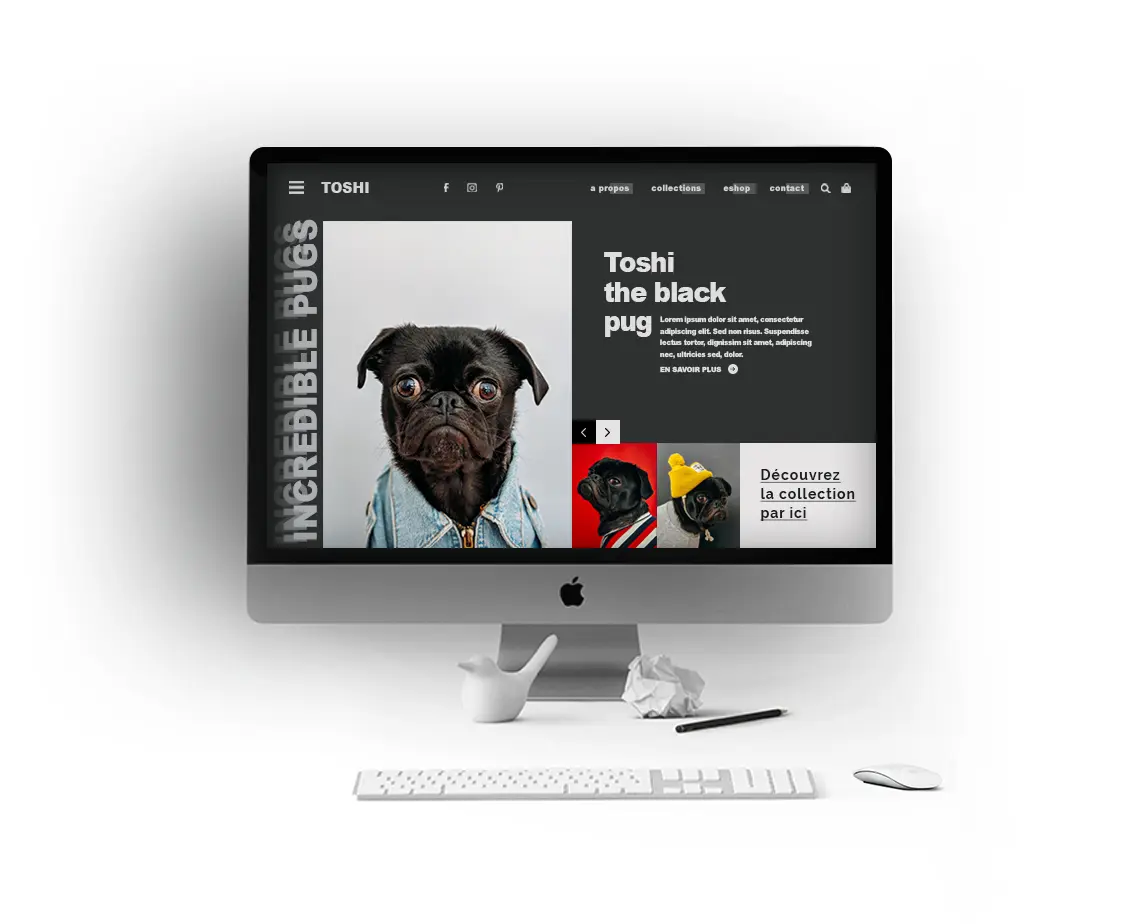 TOSHI
a propos
collections
eshop
contact
INCREDIBLE PUGS
Toshi
the black
pug
Lorem ipsum dolor sit amet, consectetur
adipiscing elit. Sed non risus. Suspendisse
lectus tortor, dignissim sit amet, adipiscing
nec, ultricies sed, dolor.
EN SAVOIR PLUS
Découvrez
la collection
par ici